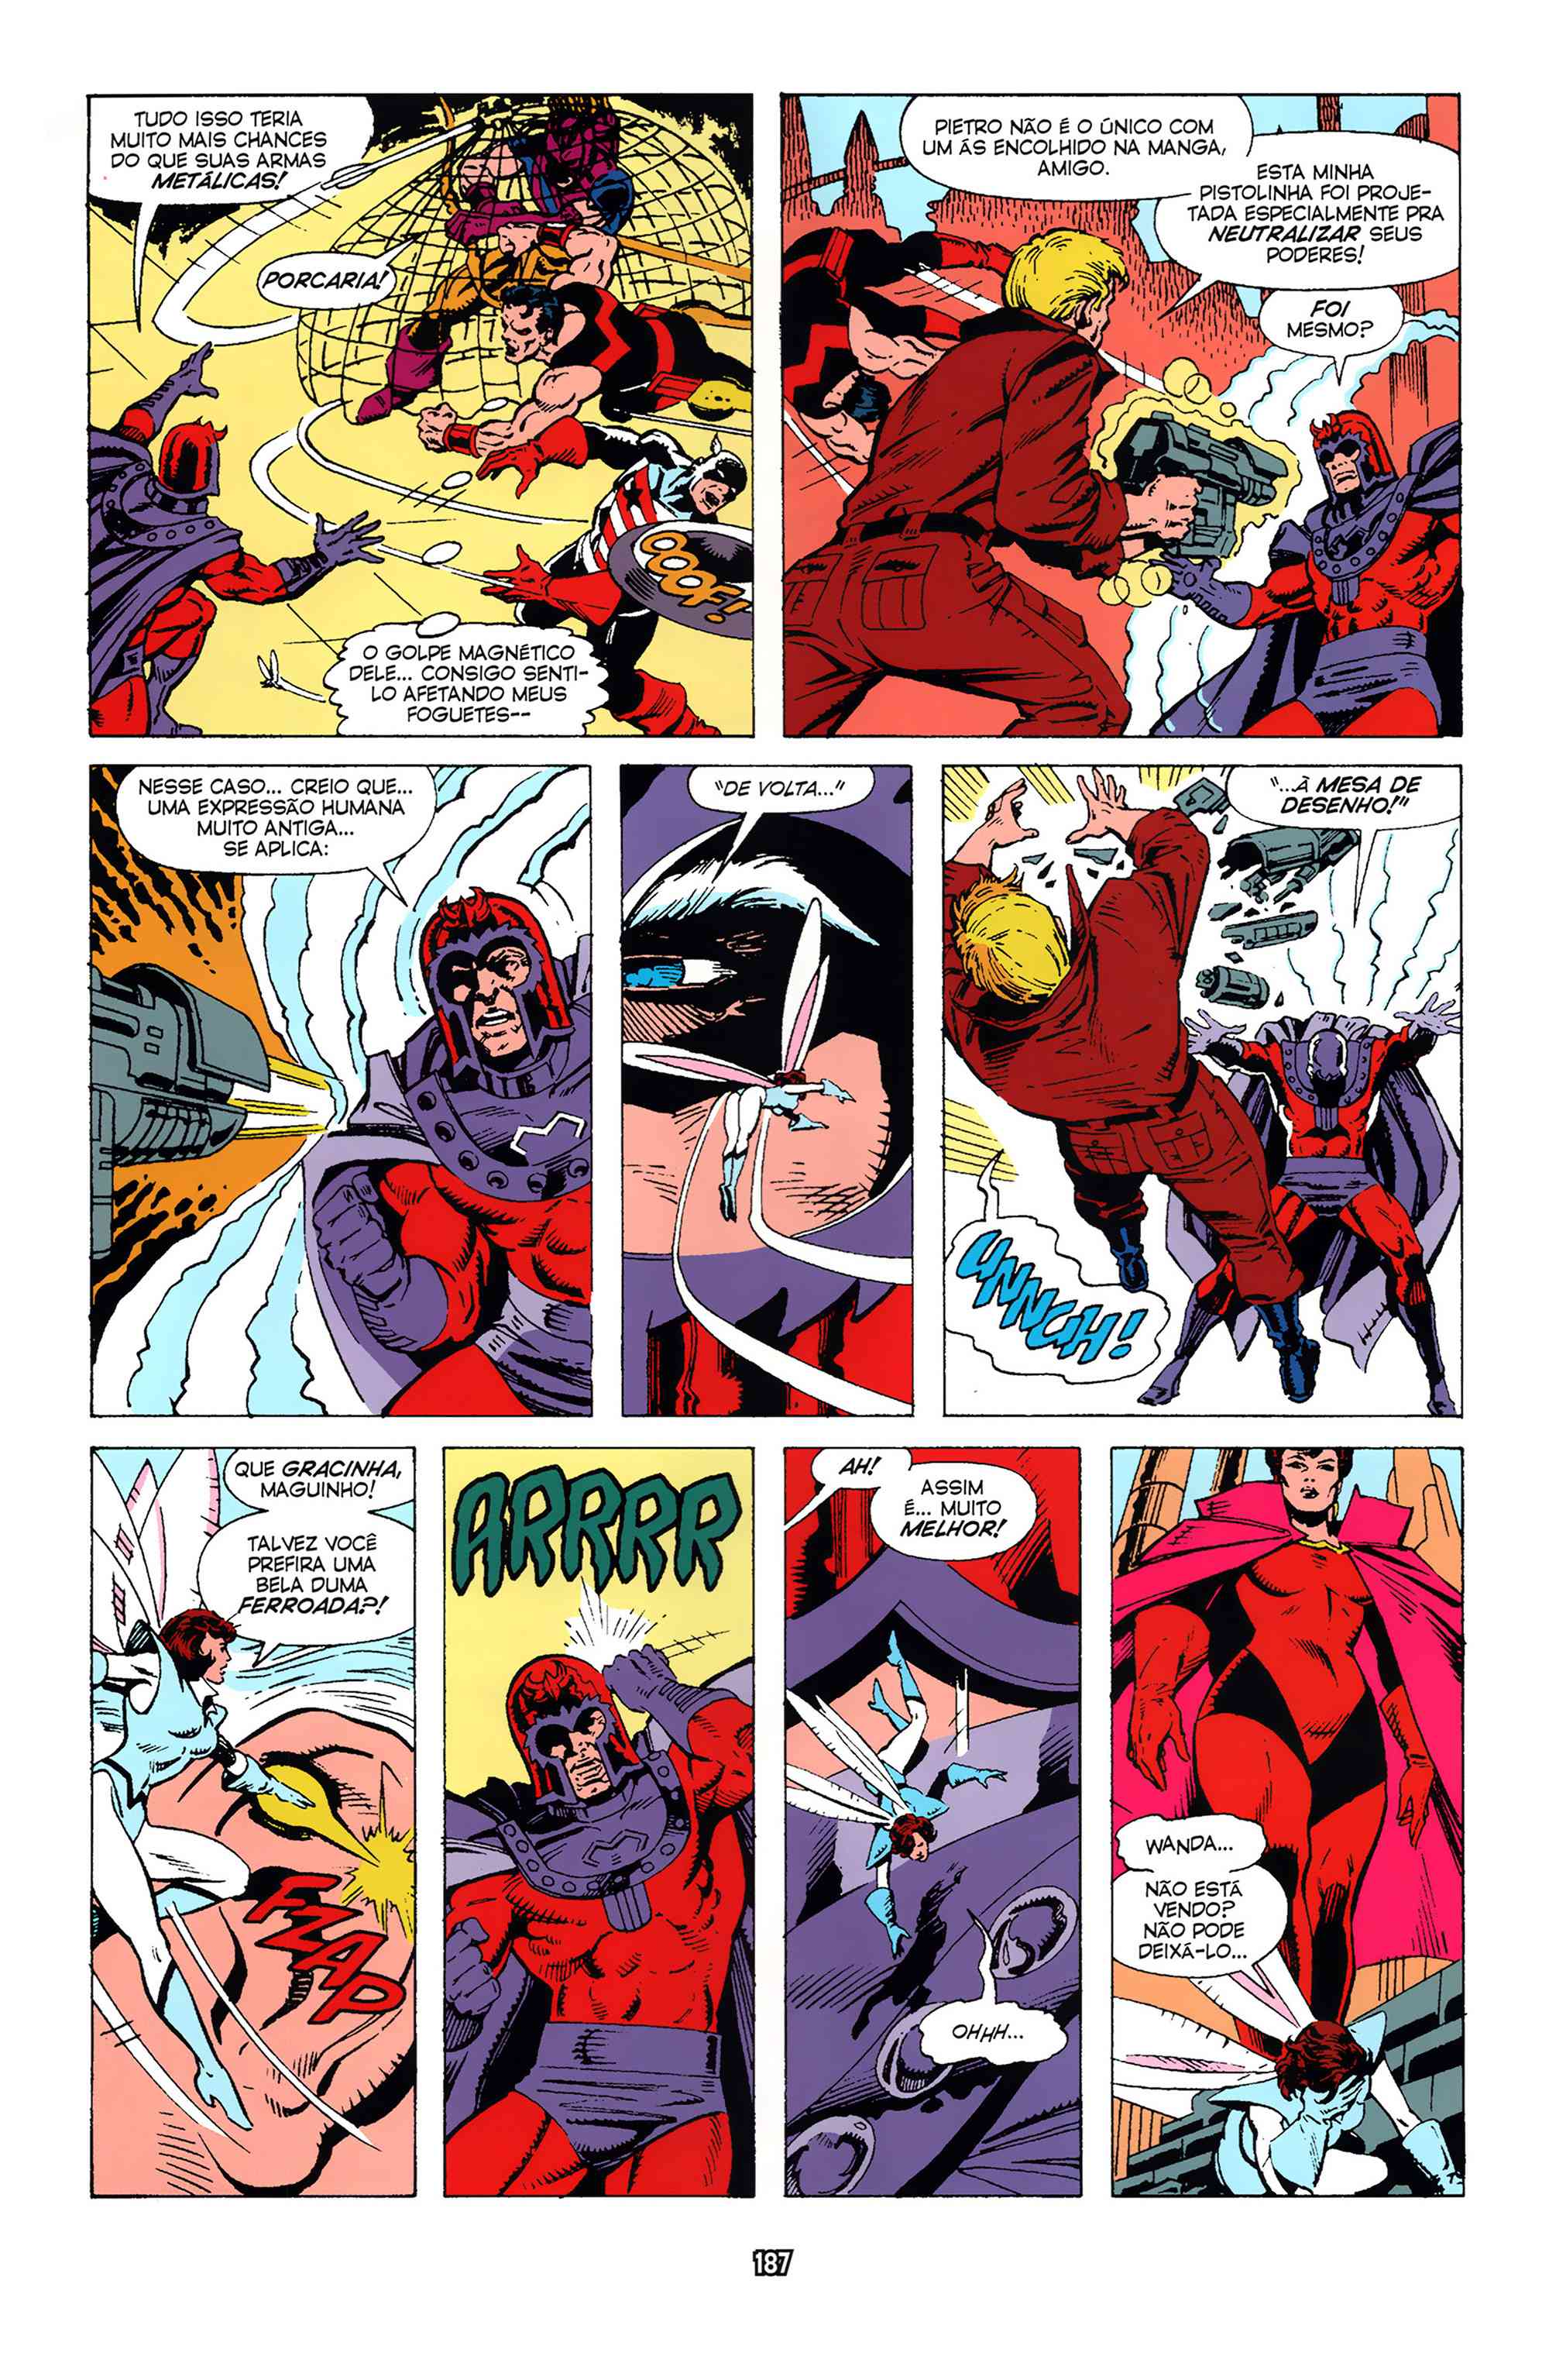 TUDO ISSO TERIA
MUITO MAIS CHANCES
DO QUE SUAS ARMAS
METÁLICAS!
PORCARIA!
OOOF!
O GOLPE MAGNÉTICO
DELE... CONSIGO SENTI-
LO AFETANDO MEUS
FOGUETES--
PIETRO NÃO É O ÚNICO COM
UM ÁS ENCOLHIDO NA MANGA,
AMIGO.
ESTA MINHA
PISTOLINHA FOI PROJE-
TADA ESPECIALMENTE PRA
NEUTRALIZAR SEUS
PODERES!
FOI
MESMO?
NESSE CASO... CREIO QUE...
UMA EXPRESSÃO HUMANA
MUITO ANTIGA...
SE APLICA:
"DE VOLTA..."
"...À MESA DE
DESENHO!"
UNNGH!
QUE GRACINHA,
MAGUINHO!
TALVEZ VOCÊ
PREFIRA UMA
BELA DUMA
FERROADA?!
FZLAP
ARRRR
AH!
ASSIM
É... MUITO
MELHOR!
OHHH...
WANDA...
NÃO ESTÁ
VENDO?
NÃO PODE
DEIXÁ-LO...
187